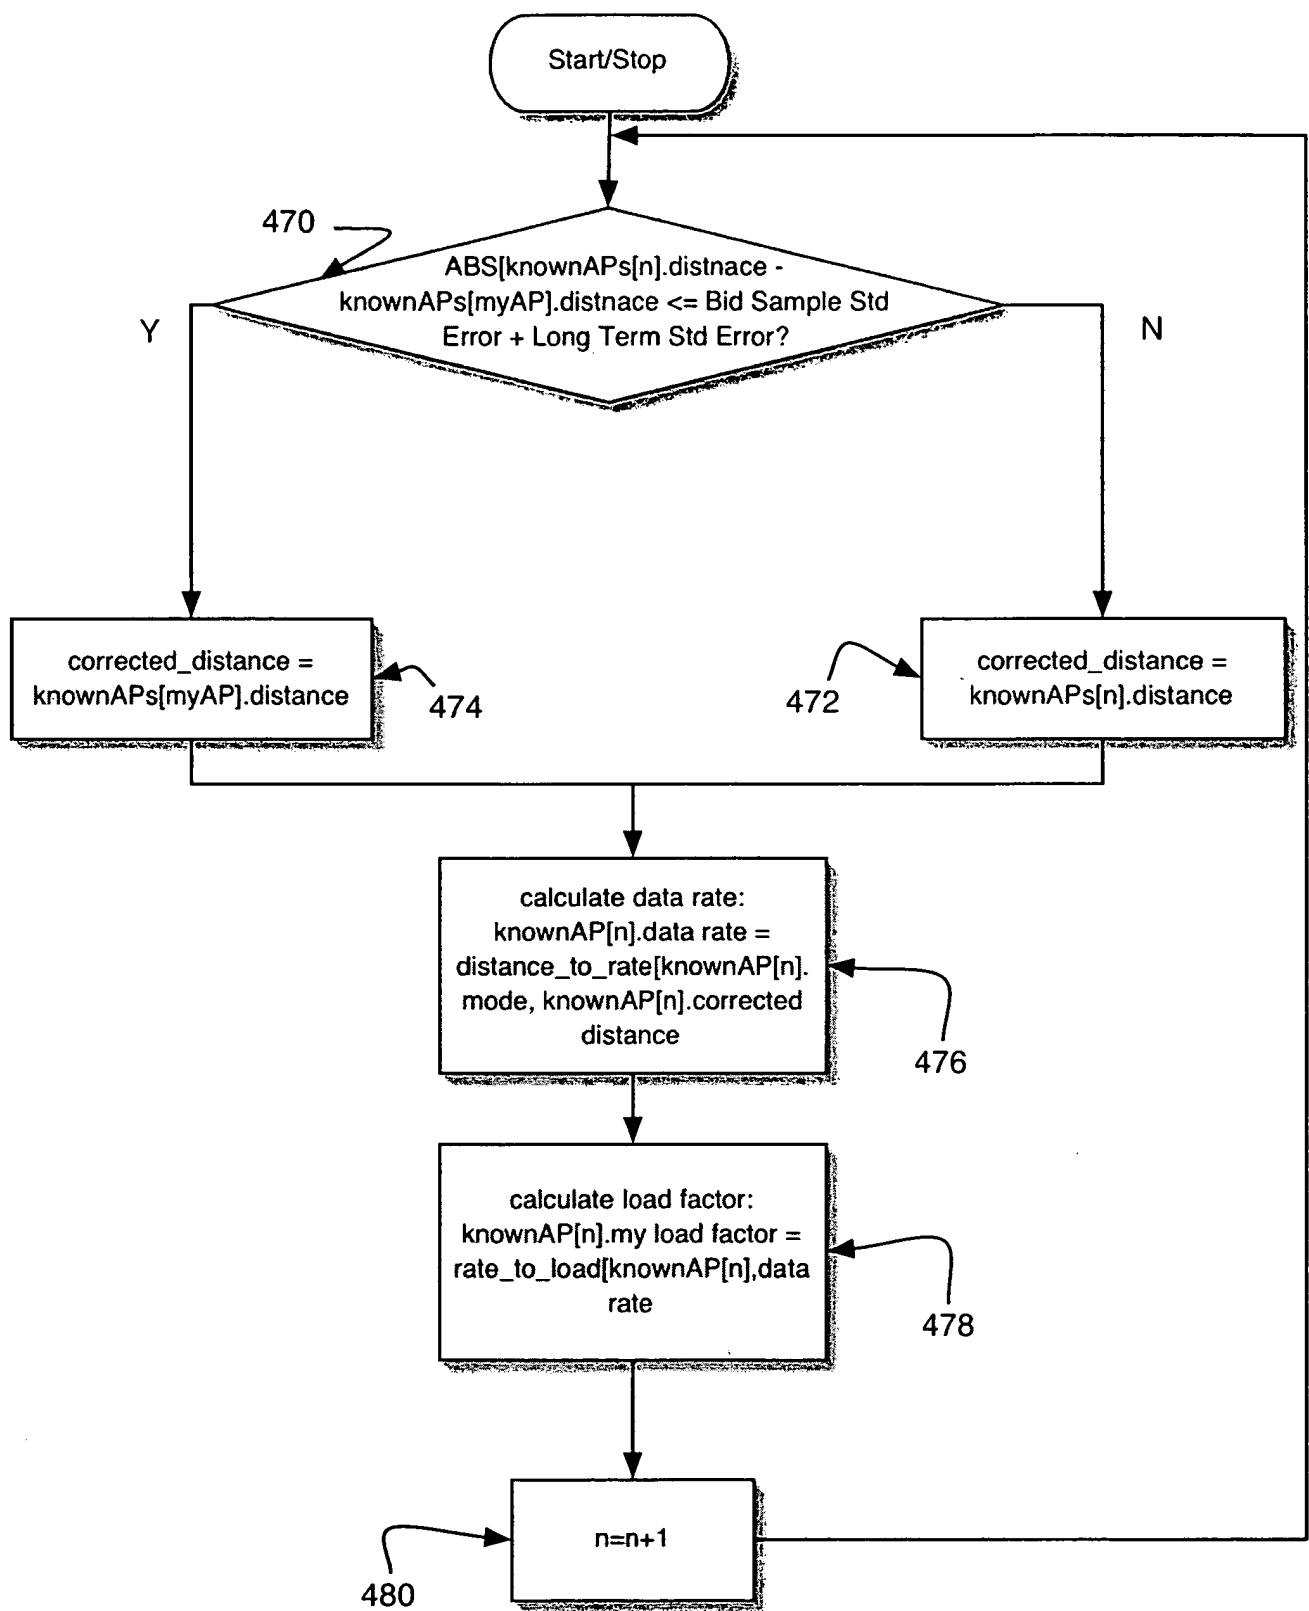 Start/Stop
470
ABS[knownAPs[n].distnace -
knownAPs[myAP].distnace <= Bid Sample Std
Error + Long Term Std Error?
Y
N
corrected_distance =
knownAPs[myAP].distance
474
472
corrected_distance =
knownAPs[n].distance
calculate data rate:
knownAP[n].data rate =
distance_to_rate[knownAP[n].
mode, knownAP[n].corrected
distance
476
calculate load factor:
knownAP[n].my load factor =
rate_to_load[knownAP[n],data
rate
478
n=n+1
480